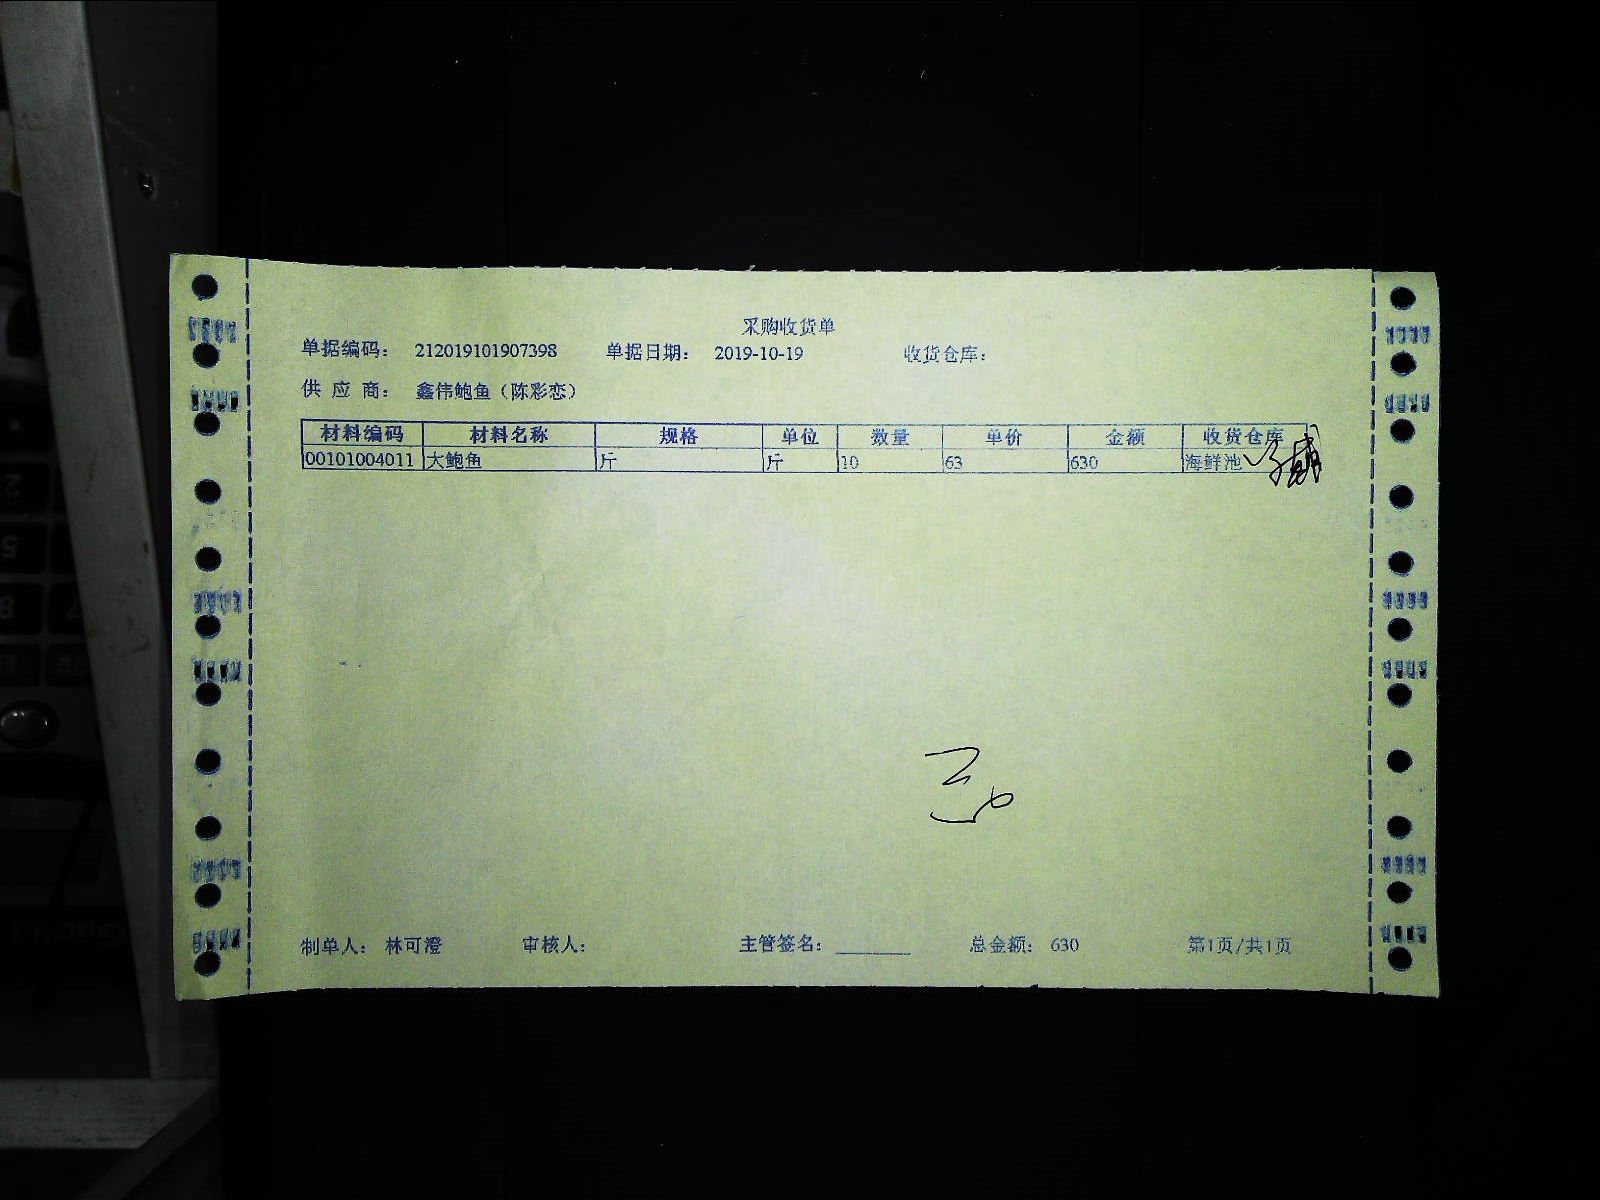 采购收货单
单据编码： 212019101907398 单据日期： 2019-10-19 收货仓库：
供 应 商： 鑫伟鲍鱼（陈彩恋）
材料编码 材料名称 规格 单位 数量 单价 金额 收货仓库
00101004011 大鲍鱼 斤 斤 10 63 630 海鲜池
制单人： 林可澄 审核人： 主管签名： 总金额： 630 第1页/共1页